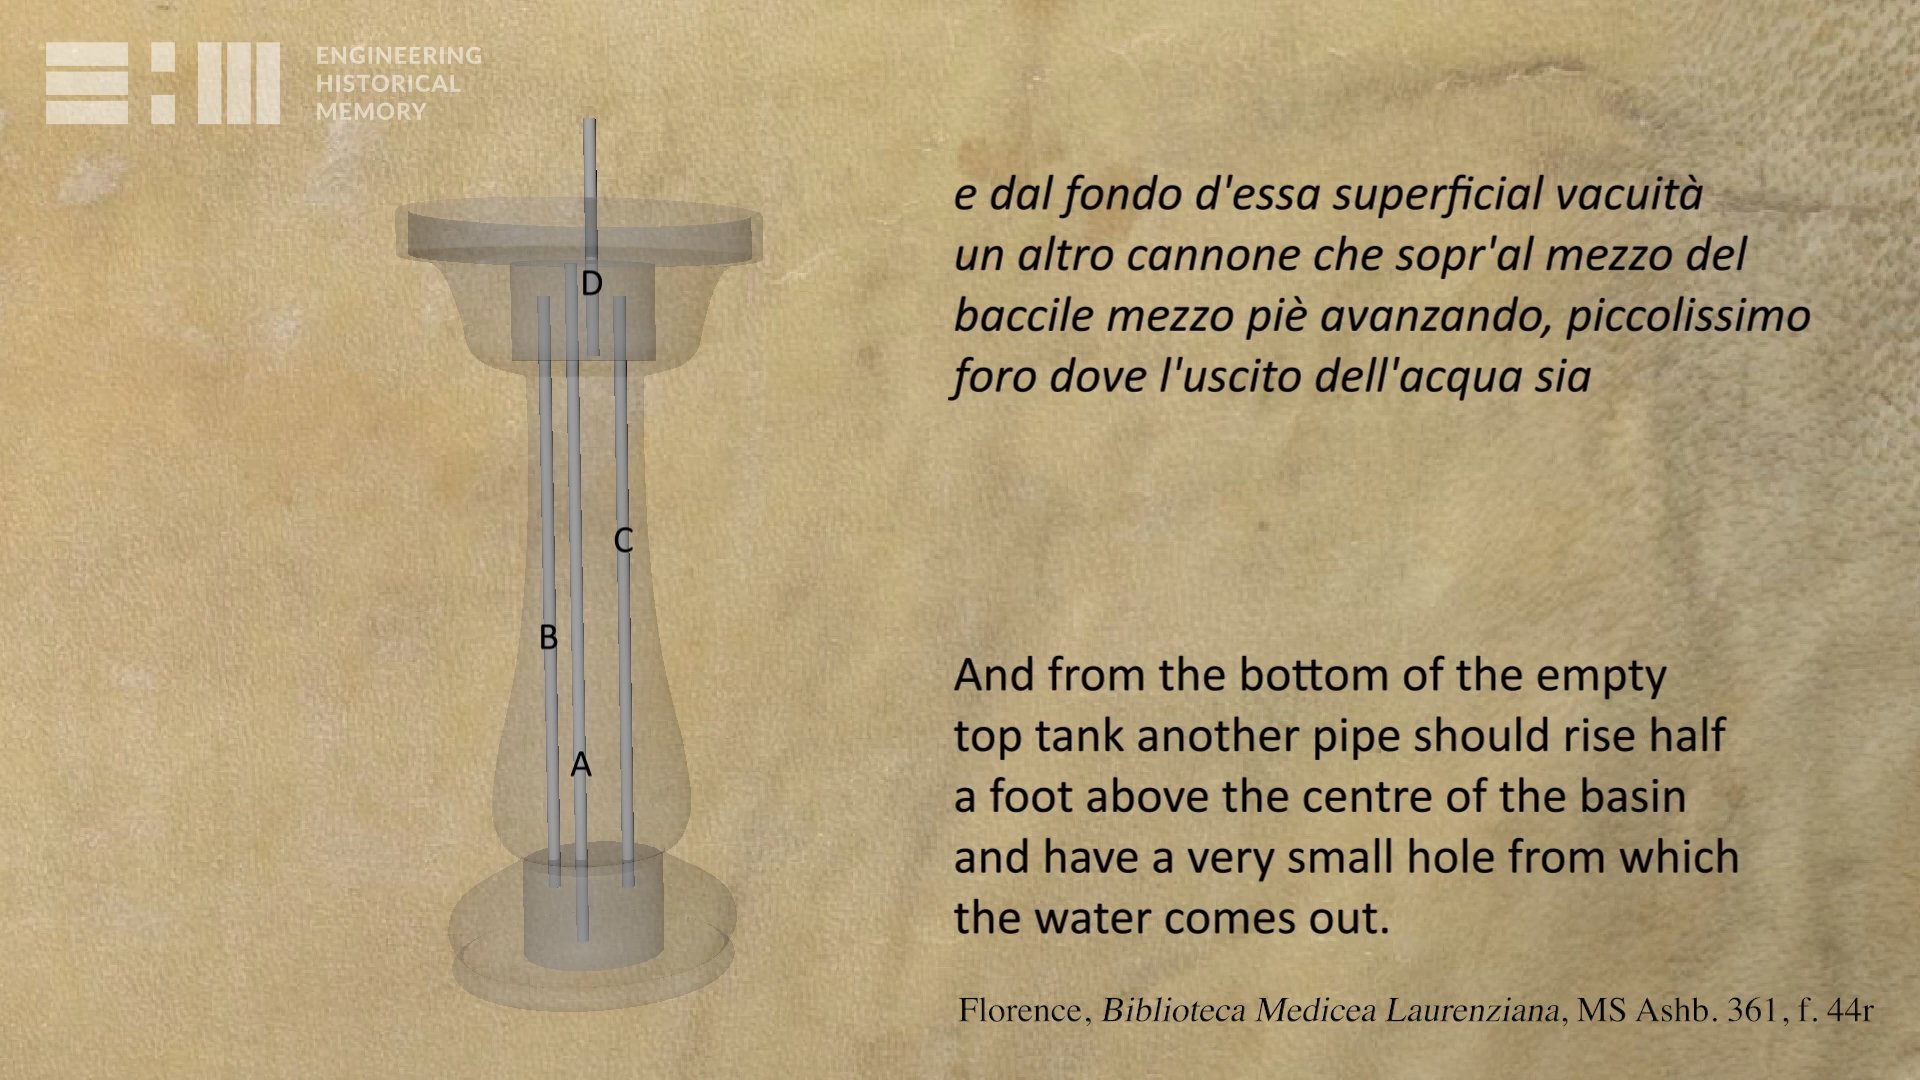 ENGINEERING
HISTORICAL
MEMORY
e dal fondo d'essa superficial vacuità
un altro cannone che sopr'al mezzo del
baccile mezzo piè avanzando, piccolissimo
foro dove l'uscito dell'acqua sia
D
C
B
A
And from the bottom of the empty
top tank another pipe should rise half
a foot above the centre of the basin
and have a very small hole from which
the water comes out.
Florence, Biblioteca Medicea Laurenziana, MS Ashb. 361, f. 44r